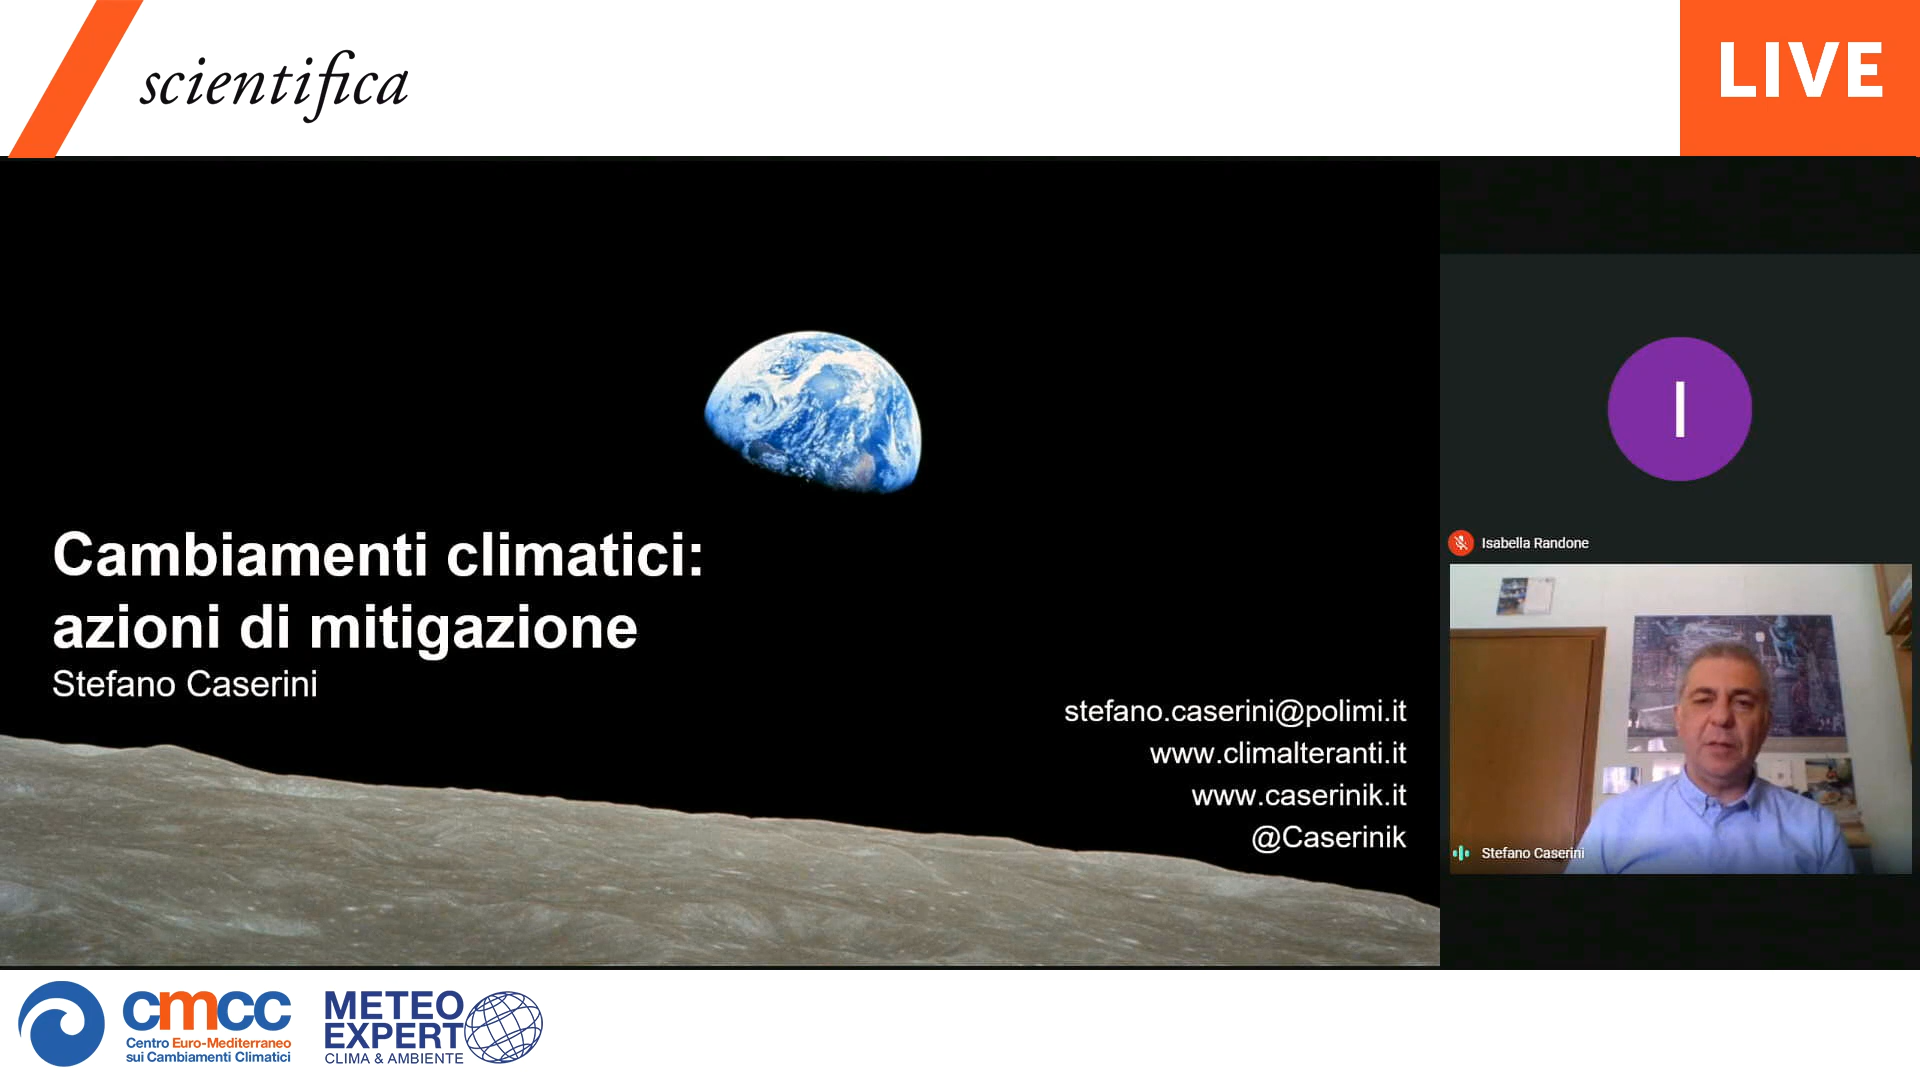 scientifica
LIVE
Cambiamenti climatici:
azioni di mitigazione
Stefano Caserini
stefano.caserini@polimi.it
www.climalteranti.it
www.caserinik.it
@Caserinik
I
Isabella Randone
Stefano Caserini
cmcc
Centro Euro-Mediterraneo
sui Cambiamenti Climatici
METEO
EXPERT
CLIMA & AMBIENTE